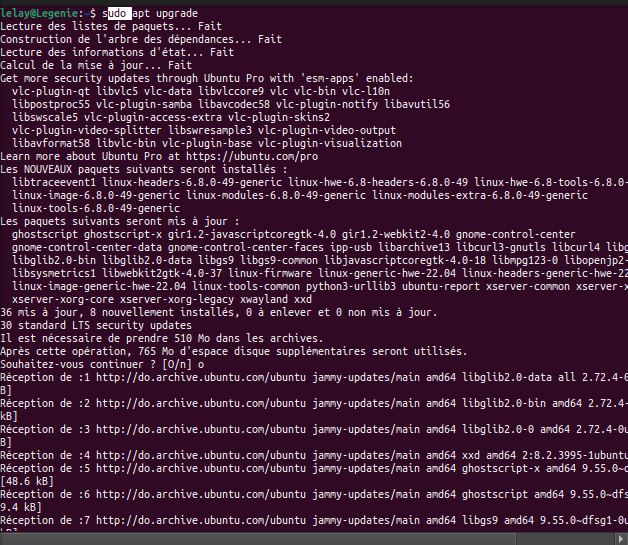 lelay@Legenie:~$ sudo apt upgrade
Lecture des listes de paquets... Fait
Construction de l'arbre des dépendances... Fait
Lecture des informations d'état... Fait
Calcul de la mise à jour... Fait
Get more security updates through Ubuntu Pro with 'esm-apps' enabled:
vlc-plugin-qt libvlc5 vlc-data libvlccore9 vlc vlc-bin vlc-l10n
libpostproc55 vlc-plugin-samba libavcodec58 vlc-plugin-notify libavutil56
libswscale5 vlc-plugin-access-extra vlc-plugin-skins2
vlc-plugin-video-splitter libswresample3 vlc-plugin-video-output
libavformat58 libvlc-bin vlc-plugin-base vlc-plugin-visualization
Learn more about Ubuntu Pro at https://ubuntu.com/pro
Les NOUVEAUX paquets suivants seront installés :
libtraceevent1 linux-headers-6.8.0-49-generic linux-hwe-6.8-headers-6.8.0-49 linux-hwe-6.8-tools-6.8.0-
linux-image-6.8.0-49-generic linux-modules-6.8.0-49-generic linux-modules-extra-6.8.0-49-generic
linux-tools-6.8.0-49-generic
Les paquets suivants seront mis à jour :
ghostscript ghostscript-x gir1.2-javascriptcoregtk-4.0 gir1.2-webkit2-4.0 gnome-control-center
gnome-control-center-data gnome-control-center-faces ipp-usb libarchive13 libcurl3-gnutls libcurl4 libg
libglib2.0-bin libglib2.0-data libgs9 libgs9-common libjavascriptcoregtk-4.0-18 libmpg123-0 libopenjp2-
libsysmetrics1 libwebkit2gtk-4.0-37 linux-firmware linux-generic-hwe-22.04 linux-headers-generic-hwe-22
linux-image-generic-hwe-22.04 linux-tools-common python3-urllib3 ubuntu-report xserver-common xserver-x
xserver-xorg-core xserver-xorg-legacy xwayland xxd
36 mis à jour, 8 nouvellement installés, 0 à enlever et 0 non mis à jour.
30 standard LTS security updates
Il est nécessaire de prendre 510 Mo dans les archives.
Après cette opération, 765 Mo d'espace disque supplémentaires seront utilisés.
Souhaitez-vous continuer ? [O/n] o
Réception de :1 http://do.archive.ubuntu.com/ubuntu jammy-updates/main amd64 libglib2.0-data all 2.72.4-0
B]
Réception de :2 http://do.archive.ubuntu.com/ubuntu jammy-updates/main amd64 libglib2.0-bin amd64 2.72.4-
kB]
Réception de :3 http://do.archive.ubuntu.com/ubuntu jammy-updates/main amd64 libglib2.0-0 amd64 2.72.4-0u
B]
Réception de :4 http://do.archive.ubuntu.com/ubuntu jammy-updates/main amd64 xxd amd64 2:8.2.3995-1ubuntu
Réception de :5 http://do.archive.ubuntu.com/ubuntu jammy-updates/main amd64 ghostscript-x amd64 9.55.0~d
[48.6 kB]
Réception de :6 http://do.archive.ubuntu.com/ubuntu jammy-updates/main amd64 ghostscript amd64 9.55.0~dfs
9.4 kB]
Réception de :7 http://do.archive.ubuntu.com/ubuntu jammy-updates/main amd64 libgs9 amd64 9.55.0~dfsg1-0u